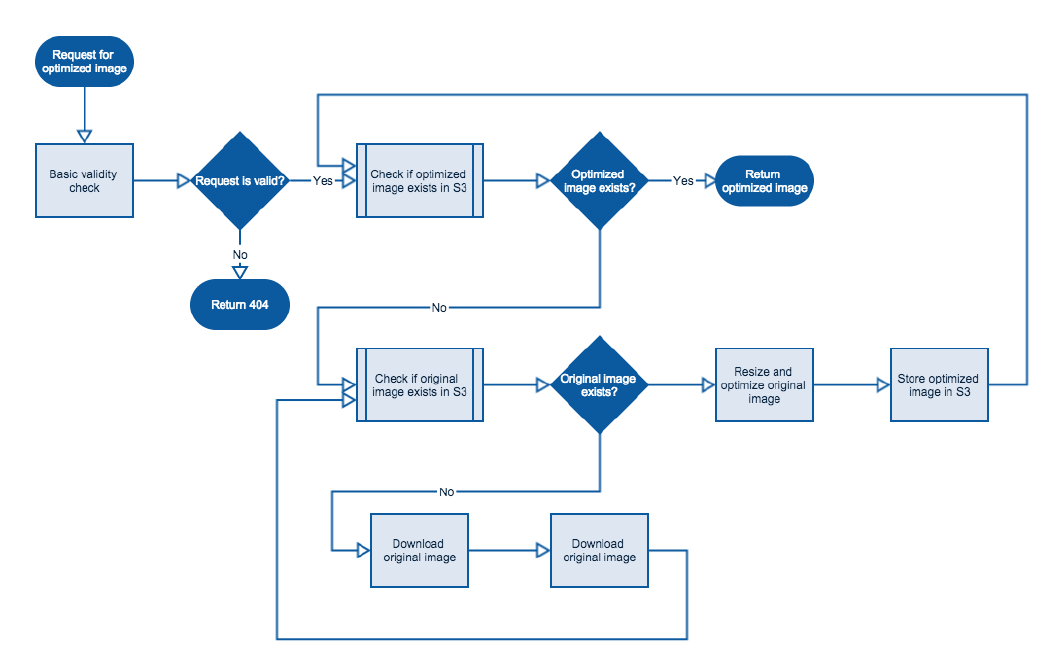 Request for
optimized image
Basic validity
check
Request is valid?
Yes
No
Return 404
Check if optimized
image exists in S3
Optimized
image exists?
Yes
Return
optimized image
No
Check if original
image exists in S3
Original image
exists?
Resize and
optimize original
image
Store optimized
image in S3
No
Download
original image
Download
original image